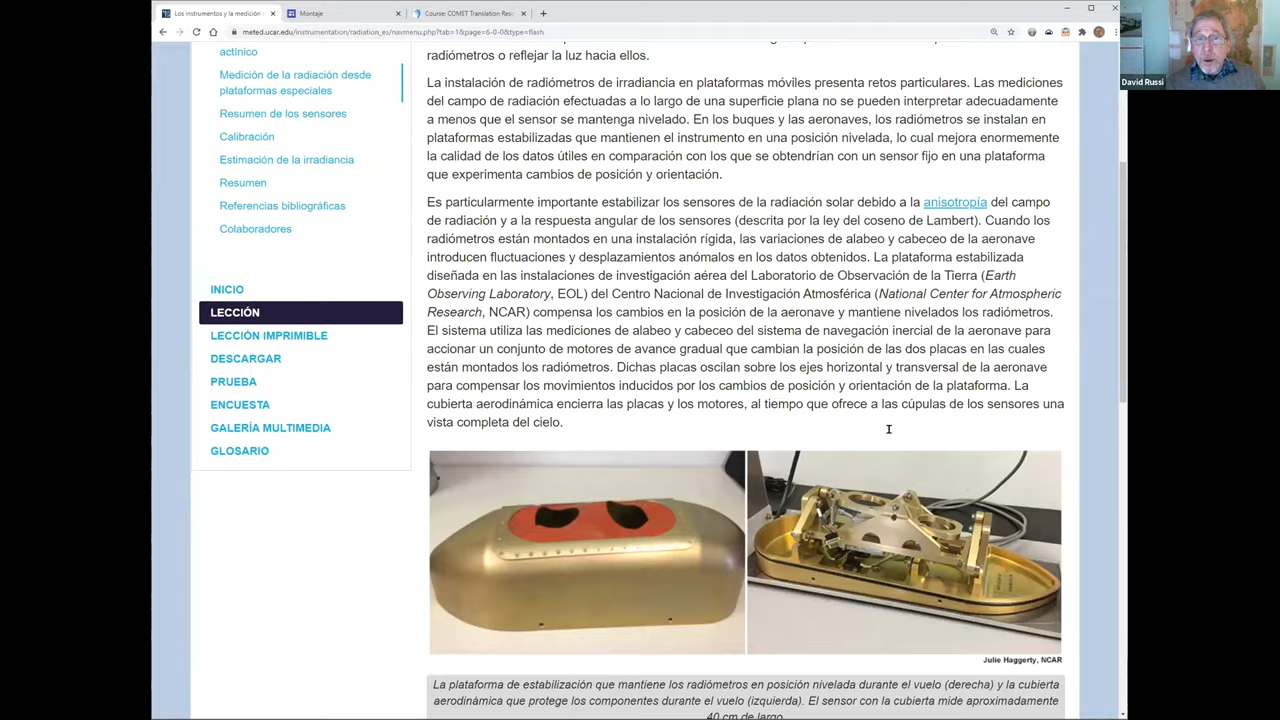 Los instrumentos y la medición
Montaje
Course: COMET Translation Res
meted.ucar.edu/instrumentation/radiation_es/navmenu.php?tab=1&page=6-0-0&type=flash
David Russi
actínico
Medición de la radiación desde
plataformas especiales
Resumen de los sensores
Calibración
Estimación de la irradiancia
Resumen
Referencias bibliográficas
Colaboradores
INICIO
LECCIÓN
LECCIÓN IMPRIMIBLE
DESCARGAR
PRUEBA
ENCUESTA
GALERÍA MULTIMEDIA
GLOSARIO
radiómetros o reflejar la luz hacia ellos.
La instalación de radiómetros de irradiancia en plataformas móviles presenta retos particulares. Las mediciones
del campo de radiación efectuadas a lo largo de una superficie plana no se pueden interpretar adecuadamente
a menos que el sensor se mantenga nivelado. En los buques y las aeronaves, los radiómetros se instalan en
plataformas estabilizadas que mantienen el instrumento en una posición nivelada, lo cual mejora enormemente
la calidad de los datos útiles en comparación con los que se obtendrían con un sensor fijo en una plataforma
que experimenta cambios de posición y orientación.
Es particularmente importante estabilizar los sensores de la radiación solar debido a la anisotropía del campo
de radiación y a la respuesta angular de los sensores (descrita por la ley del coseno de Lambert). Cuando los
radiómetros están montados en una instalación rígida, las variaciones de alabeo y cabeceo de la aeronave
introducen fluctuaciones y desplazamientos anómalos en los datos obtenidos. La plataforma estabilizada
diseñada en las instalaciones de investigación aérea del Laboratorio de Observación de la Tierra (Earth
Observing Laboratory, EOL) del Centro Nacional de Investigación Atmosférica (National Center for Atmospheric
Research, NCAR) compensa los cambios en la posición de la aeronave y mantiene nivelados los radiómetros.
El sistema utiliza las mediciones de alabeo y cabeceo del sistema de navegación inercial de la aeronave para
accionar un conjunto de motores de avance gradual que cambian la posición de las dos placas en las cuales
están montados los radiómetros. Dichas placas oscilan sobre los ejes horizontal y transversal de la aeronave
para compensar los movimientos inducidos por los cambios de posición y orientación de la plataforma. La
cubierta aerodinámica encierra las placas y los motores, al tiempo que ofrece a las cúpulas de los sensores una
vista completa del cielo.
Julie Haggerty, NCAR
La plataforma de estabilización que mantiene los radiómetros en posición nivelada durante el vuelo (derecha) y la cubierta
aerodinámica que protege los componentes durante el vuelo (izquierda). El sensor con la cubierta mide aproximadamente
40 cm de largo.